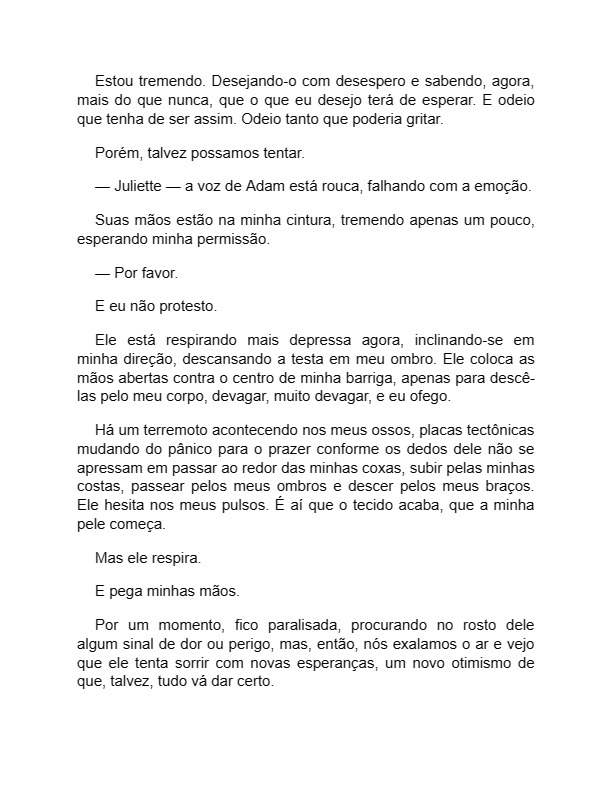 Estou tremendo. Desejando-o com desespero e sabendo, agora,
mais do que nunca, que o que eu desejo terá de esperar. E odeio
que tenha de ser assim. Odeio tanto que poderia gritar.
Porém, talvez possamos tentar.
— Juliette — a voz de Adam está rouca, falhando com a emoção.
Suas mãos estão na minha cintura, tremendo apenas um pouco,
esperando minha permissão.
— Por favor.
E eu não protesto.
Ele está respirando mais depressa agora, inclinando-se em
minha direção, descansando a testa em meu ombro. Ele coloca as
mãos abertas contra o centro de minha barriga, apenas para descê-
las pelo meu corpo, devagar, muito devagar, e eu ofego.
Há um terremoto acontecendo nos meus ossos, placas tectônicas
mudando do pânico para o prazer conforme os dedos dele não se
apressam em passar ao redor das minhas coxas, subir pelas minhas
costas, passear pelos meus ombros e descer pelos meus braços.
Ele hesita nos meus pulsos. É aí que o tecido acaba, que a minha
pele começa.
Mas ele respira.
E pega minhas mãos.
Por um momento, fico paralisada, procurando no rosto dele
algum sinal de dor ou perigo, mas, então, nós exalamos o ar e vejo
que ele tenta sorrir com novas esperanças, um novo otimismo de
que, talvez, tudo vá dar certo.